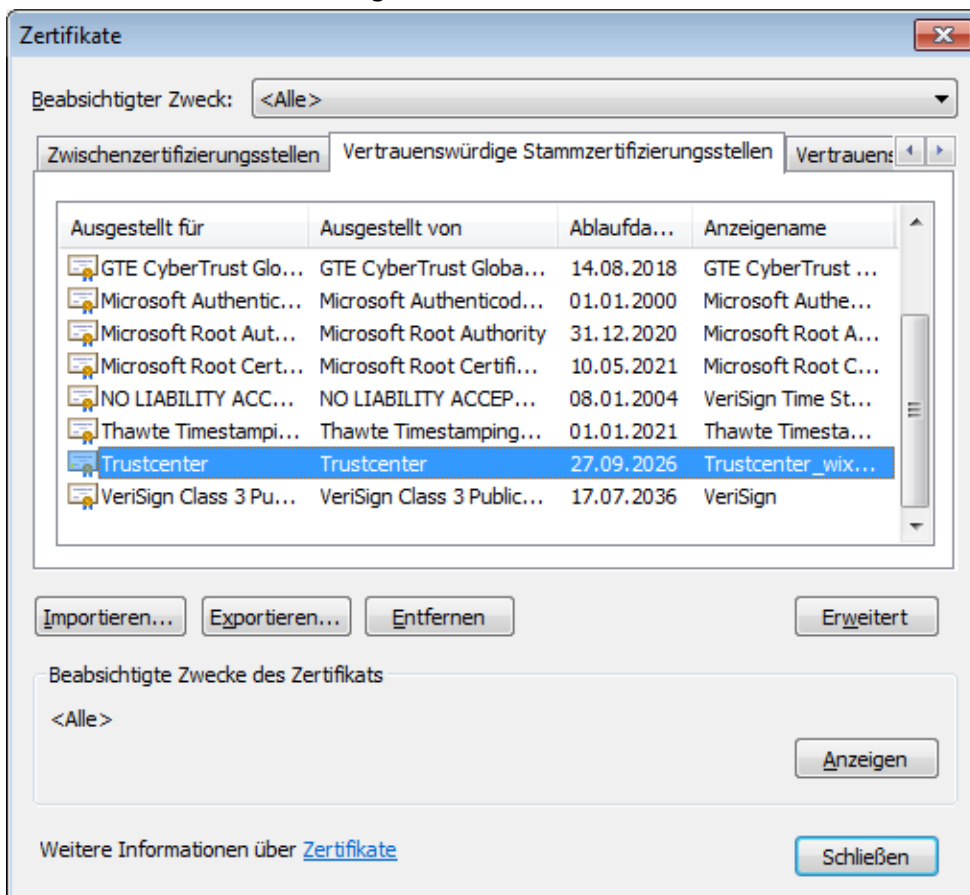 Zertifikate
Beabsichtigter Zweck: <Alle>
Zwischenzertifizierungsstellen Vertrauenswürdige Stammzertifizierungsstellen Vertrauens
Ausgestellt für Ausgestellt von Ablaufda... Anzeigename
GTE CyberTrust Glo... GTE CyberTrust Globa... 14.08.2018 GTE CyberTrust ...
Microsoft Authentic... Microsoft Authenticod... 01.01.2000 Microsoft Authe...
Microsoft Root Aut... Microsoft Root Authority 31.12.2020 Microsoft Root A...
Microsoft Root Cert... Microsoft Root Certifi... 10.05.2021 Microsoft Root C...
NO LIABILITY ACC... NO LIABILITY ACCEP... 08.01.2004 VeriSign Time St...
Thawte Timestampi... Thawte Timestamping... 01.01.2021 Thawte Timesta...
Trustcenter Trustcenter 27.09.2026 Trustcenter_wix...
VeriSign Class 3 Pu... VeriSign Class 3 Public... 17.07.2036 VeriSign
Importieren... Exportieren... Entfernen Erweitert
Beabsichtigte Zwecke des Zertifikats
<Alle>
Anzeigen
Weitere Informationen über Zertifikate
Schließen